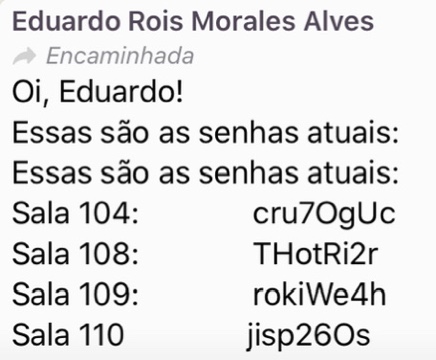 Eduardo Rois Morales Alves
Encaminhada
Oi, Eduardo!
Essas são as senhas atuais:
Essas são as senhas atuais:
Sala 104: cru7OgUc
Sala 108: THotRi2r
Sala 109: rokiWe4h
Sala 110 jisp26Os